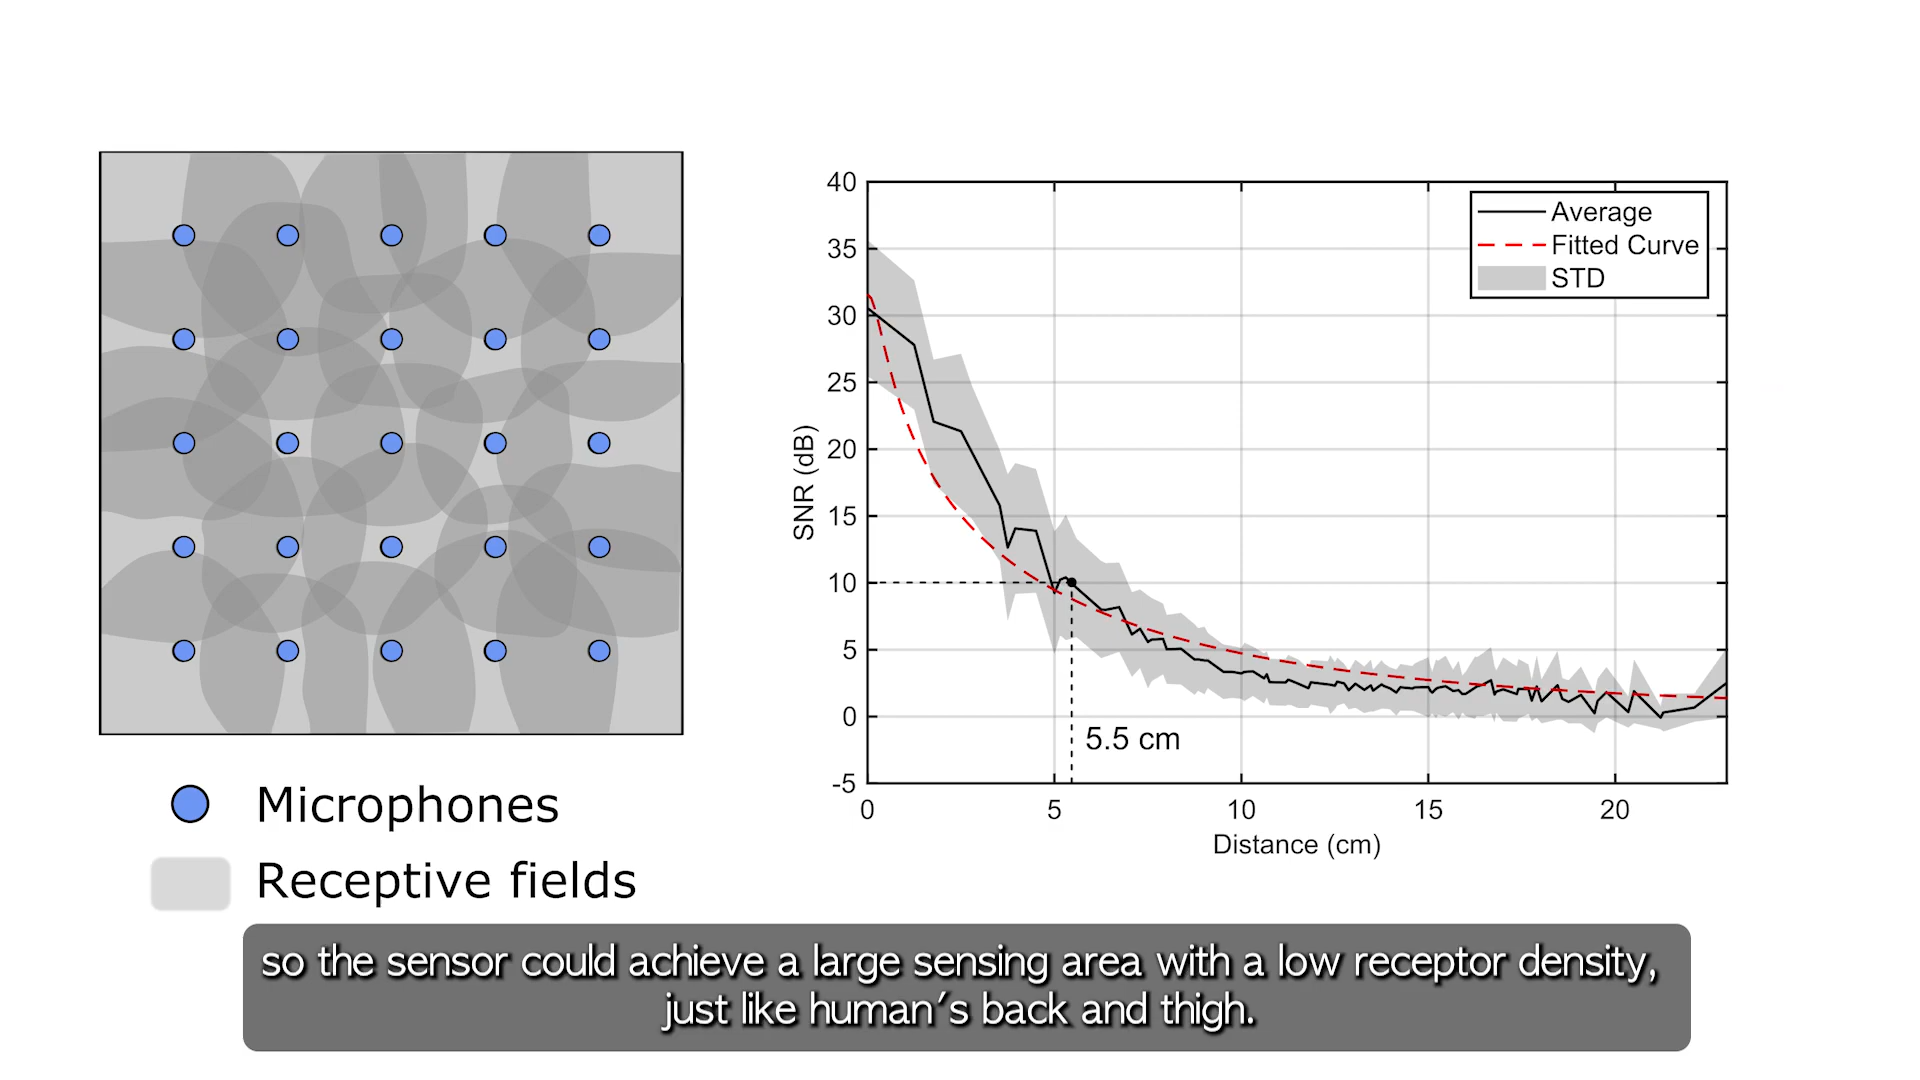 Microphones
Receptive fields
40
35
30
25
20
15
10
5
0
-5
SNR (dB)
Average
Fitted Curve
STD
5.5 cm
0 5 10 15 20
Distance (cm)
so the sensor could achieve a large sensing area with a low receptor density,
just like human's back and thigh.